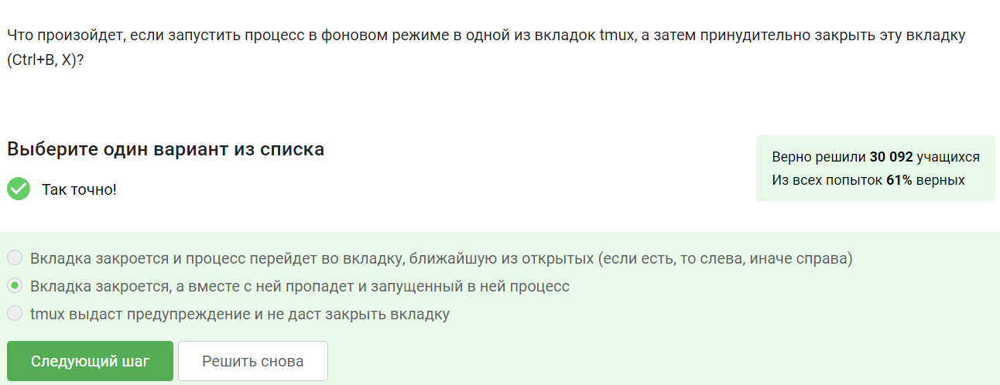 Что произойдет, если запустить процесс в фоновом режиме в одной из вкладок tmux, а затем принудительно закрыть эту вкладку
(Ctrl+B, X)?
Выберите один вариант из списка
Так точно!
Верно решили 30 092 учащихся
Из всех попыток 61% верных
Вкладка закроется и процесс перейдет во вкладку, ближайшую из открытых (если есть, то слева, иначе справа)
Вкладка закроется, а вместе с ней пропадет и запущенный в ней процесс
tmux выдаст предупреждение и не даст закрыть вкладку
Следующий шаг
Решить снова